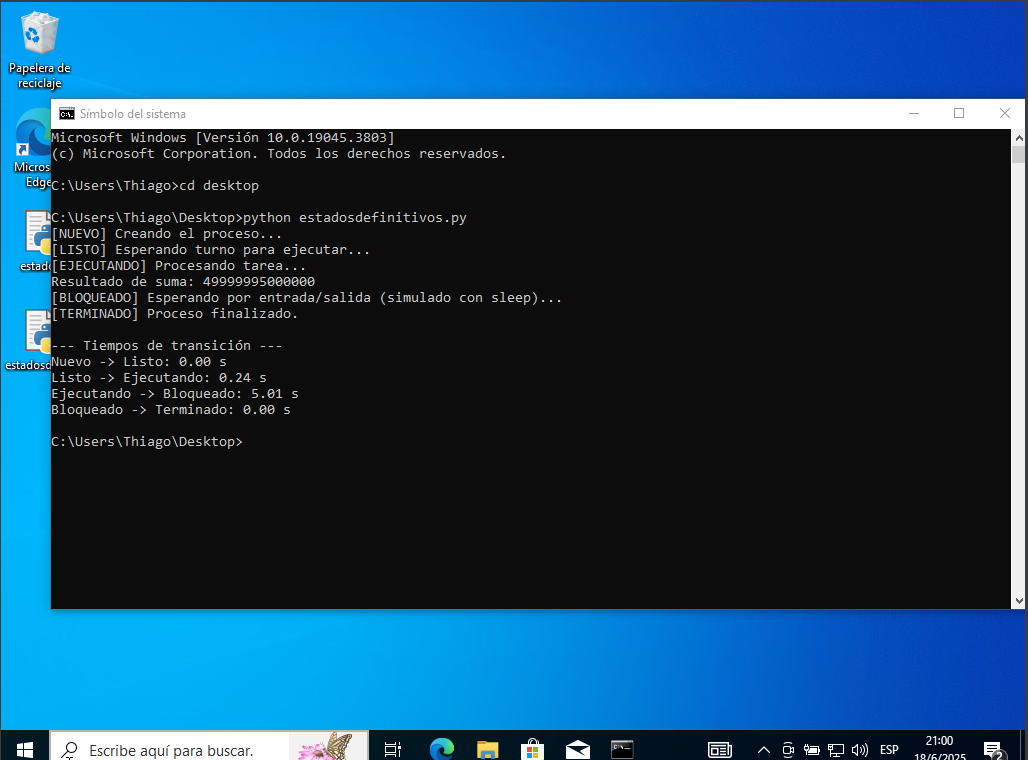 Papelera de
reciclaje
Símbolo del sistema
Microsoft Windows [Versión 10.0.19045.3803]
(c) Microsoft Corporation. Todos los derechos reservados.
C:\Users\Thiago>cd desktop
C:\Users\Thiago\Desktop>python estadosdefinitivos.py
[NUEVO] Creando el proceso...
[LISTO] Esperando turno para ejecutar...
[EJECUTANDO] Procesando tarea...
Resultado de suma: 49999995000000
[BLOQUEADO] Esperando por entrada/salida (simulado con sleep)...
[TERMINADO] Proceso finalizado.
--- Tiempos de transición ---
Nuevo -> Listo: 0.00 s
Listo -> Ejecutando: 0.24 s
Ejecutando -> Bloqueado: 5.01 s
Bloqueado -> Terminado: 0.00 s
C:\Users\Thiago\Desktop>
Micros
Edge
estado
estadosd
Escribe aquí para buscar.
ESP
21:00
18/6/2025
2